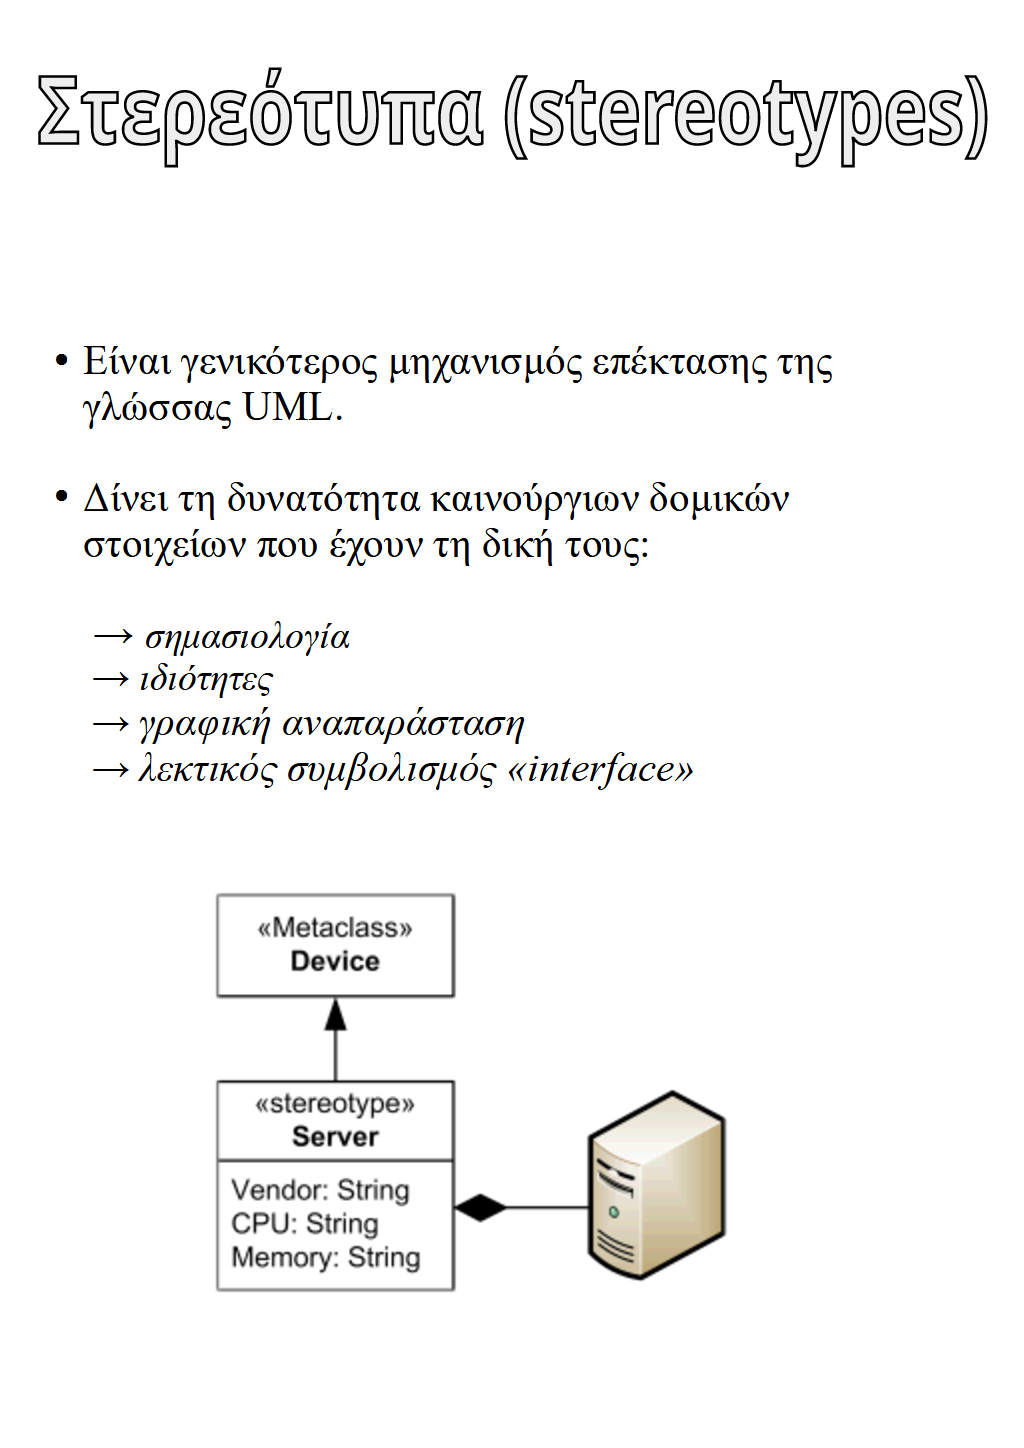 Στερεότυπα (stereotypes)
• Είναι γενικότερος μηχανισμός επέκτασης της
γλώσσας UML.
• Δίνει τη δυνατότητα καινούργιων δομικών
στοιχείων που έχουν τη δική τους:
→ σημασιολογία
→ ιδιότητες
→ γραφική αναπαράσταση
→ λεκτικός συμβολισμός «interface»
«Metaclass»
Device
«stereotype»
Server
Vendor: String
CPU: String
Memory: String